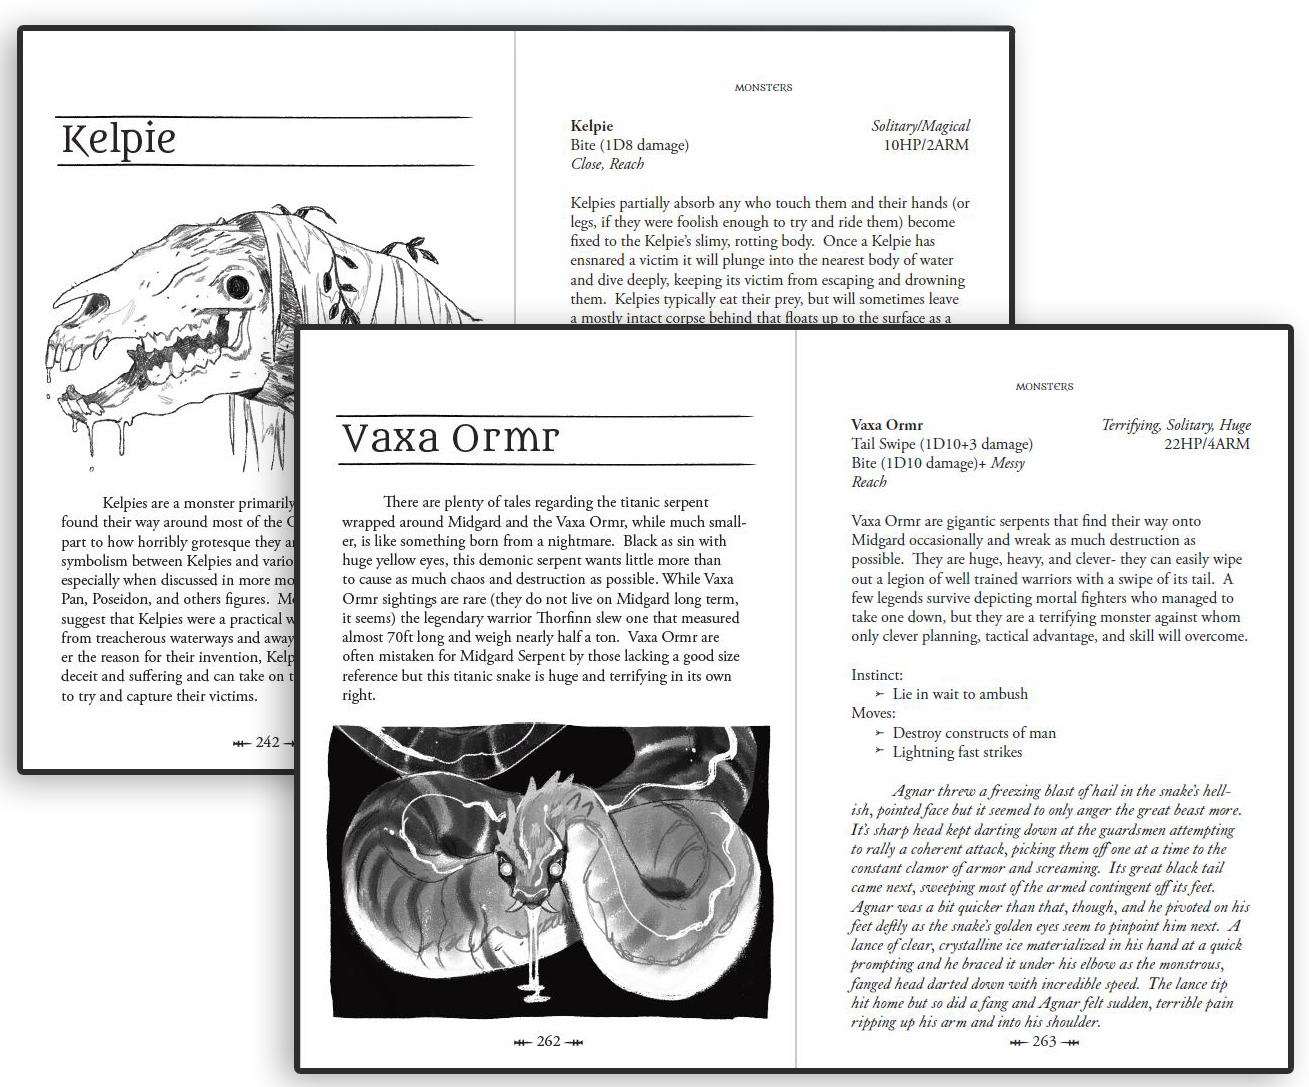 Kelpie
Kelpies are a monster primarily
found their way around most of the
part to how horribly grotesque they
symbolism between Kelpies and
especially when discussed in more
Pan, Poseidon, and others figures.
suggest that Kelpies were a practical
from treacherous waterways and away
er the reason for their invention,
deceit and suffering and can take on
to try and capture their victims.
242
MONSTERS
Kelpie
Solitary/Magical
Bite (1D8 damage)
10HP/2ARM
Close, Reach
Kelpies partially absorb any who touch them and their hands (or
legs, if they were foolish enough to try and ride them) become
fixed to the Kelpie's slimy, rotting body.  Once a Kelpie has
ensnared a victim it will plunge into the nearest body of water
and dive deeply, keeping its victim from escaping and drowning
them.  Kelpies typically eat their prey, but will sometimes leave
a mostly intact corpse behind that floats up to the surface as a
Vaxa Ormr
There are plenty of tales regarding the titanic serpent
wrapped around Midgard and the Vaxa Ormr, while much small-
er, is like something born from a nightmare.  Black as sin with
huge yellow eyes, this demonic serpent wants little more than
to cause as much chaos and destruction as possible. While Vaxa
Ormr sightings are rare (they do not live on Midgard long term,
it seems) the legendary warrior Thorfinn slew one that measured
almost 70ft long and weigh nearly half a ton.  Vaxa Ormr are
often mistaken for Midgard Serpent by those lacking a good size
reference but this titanic snake is huge and terrifying in its own
right.
262
MONSTERS
Vaxa Ormr
Terrifying, Solitary, Huge
Tail Swipe (1D10+3 damage)
22HP/4ARM
Bite (1D10 damage)+ Messy
Reach
Vaxa Ormr are gigantic serpents that find their way onto
Midgard occasionally and wreak as much destruction as
possible.  They are huge, heavy, and clever- they can easily wipe
out a legion of well trained warriors with a swipe of its tail.  A
few legends survive depicting mortal fighters who managed to
take one down, but they are a terrifying monster against whom
only clever planning, tactical advantage, and skill will overcome.
Instinct:
➤ Lie in wait to ambush
Moves:
➤ Destroy constructs of man
➤ Lightning fast strikes
Agnar threw a freezing blast of hail in the snake's hell-
ish, pointed face but it seemed to only anger the great beast more.
It's sharp head kept darting down at the guardsmen attempting
to rally a coherent attack, picking them off one at a time to the
constant clamor of armor and screaming.  Its great black tail
came next, sweeping most of the armed contingent off its feet.
Agnar was a bit quicker than that, though, and he pivoted on his
feet deftly as the snake's golden eyes seem to pinpoint him next.  A
lance of clear, crystalline ice materialized in his hand at a quick
prompting and he braced it under his elbow as the monstrous,
fanged head darted down with incredible speed.  The lance tip
hit home but so did a fang and Agnar felt sudden, terrible pain
ripping up his arm and into his shoulder.
263